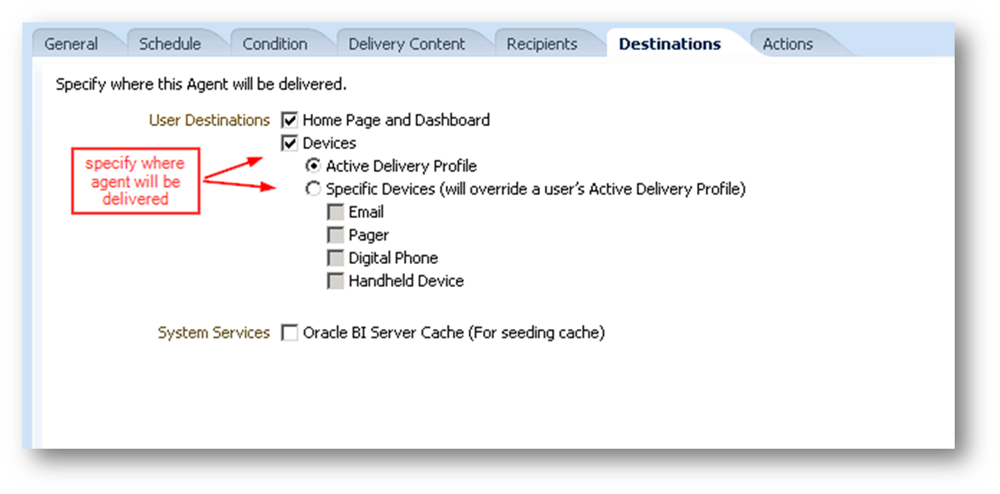 General Schedule Condition Delivery Content Recipients Destinations Actions
Specify where this Agent will be delivered.
User Destinations Home Page and Dashboard
Devices
Active Delivery Profile
Specific Devices (will override a user's Active Delivery Profile)
Email
Pager
Digital Phone
Handheld Device
specify where
agent will be
delivered
System Services Oracle BI Server Cache (For seeding cache)